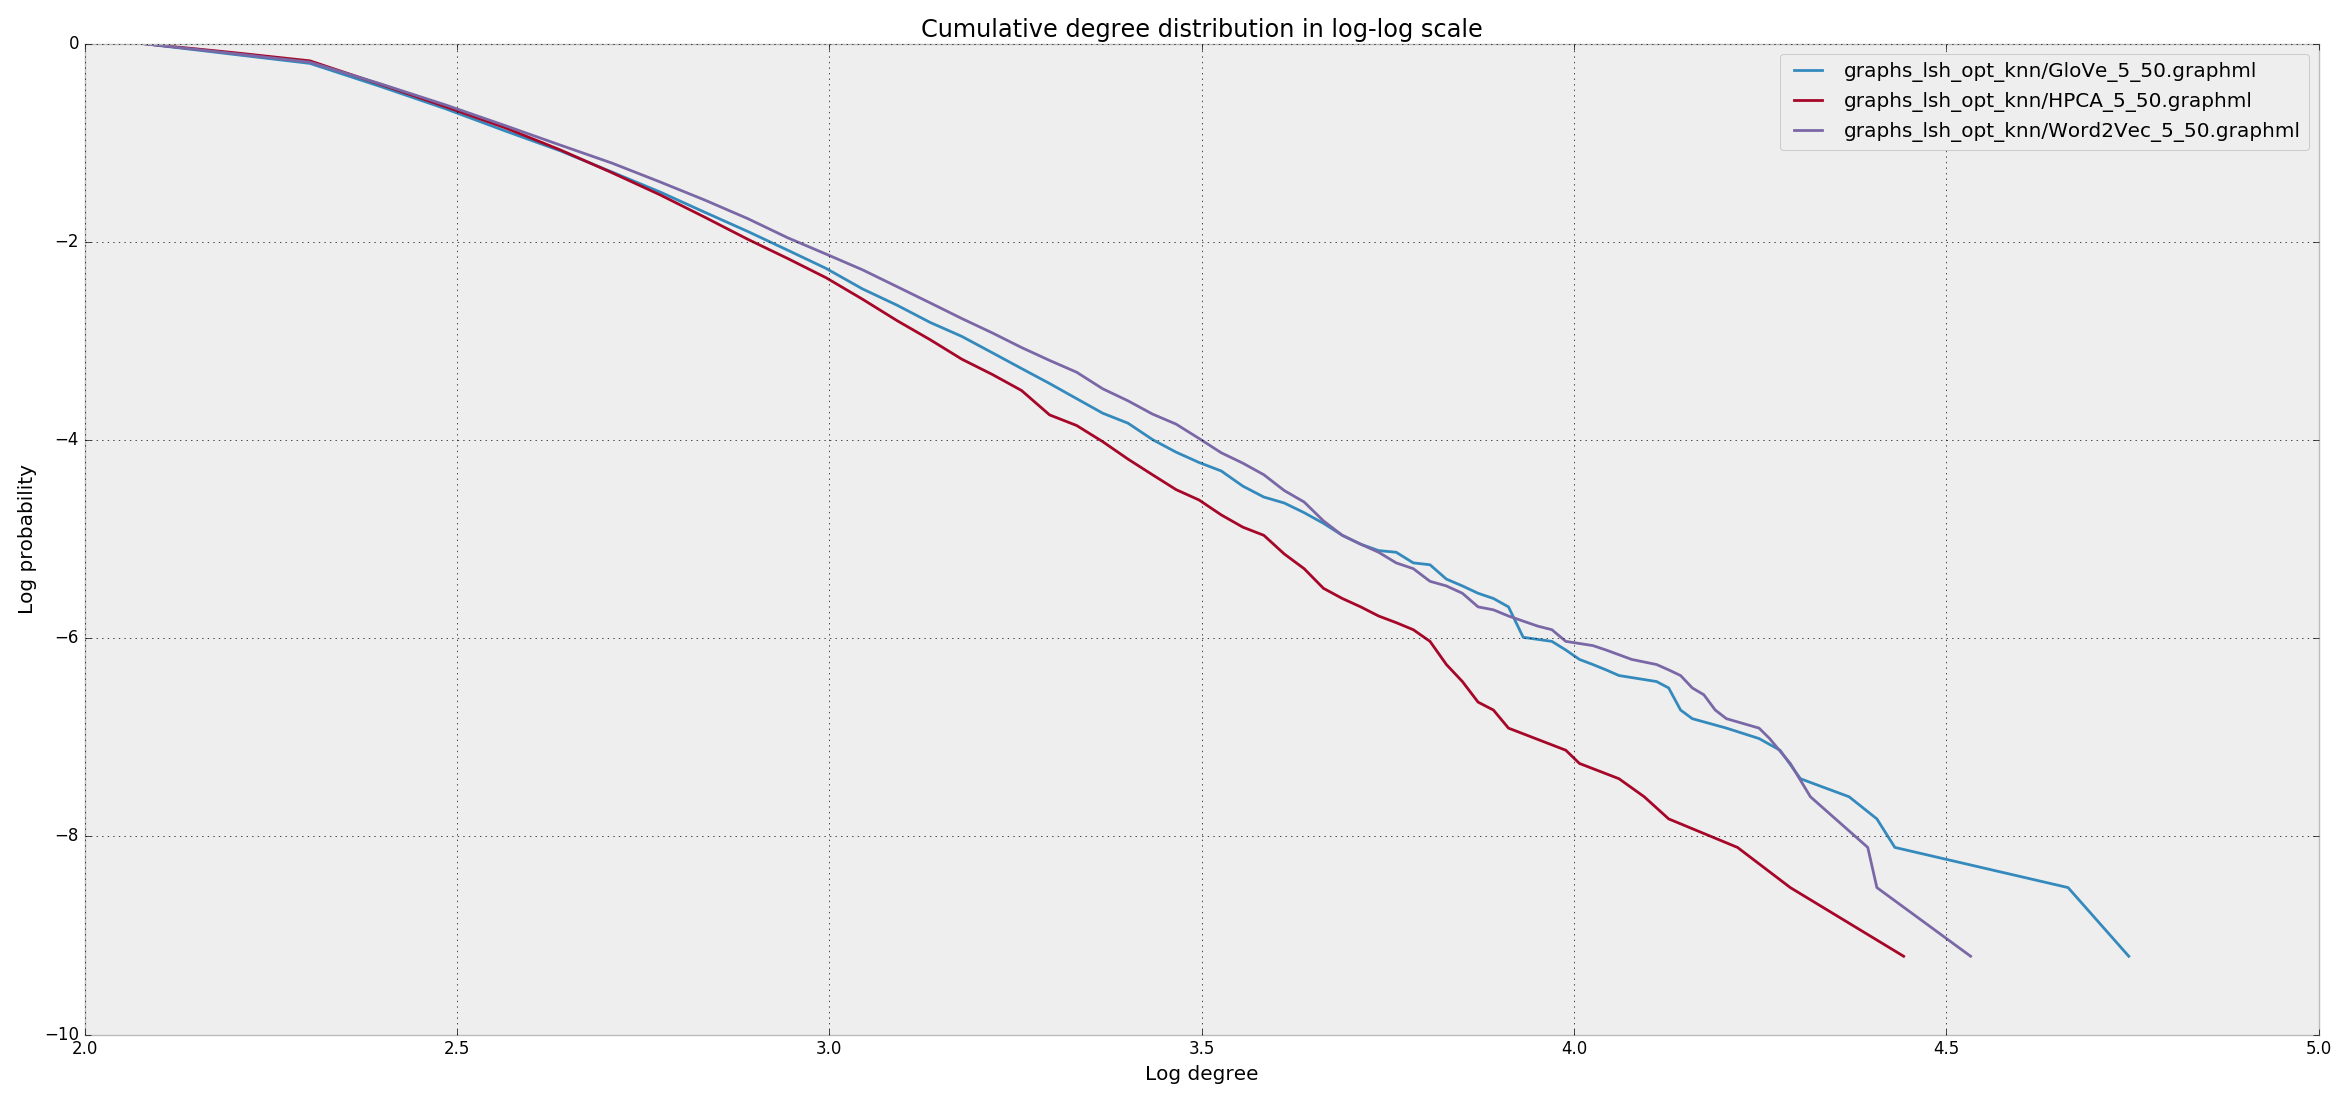 Cumulative degree distribution in log-log scale
graphs_lsh_opt_knn/GloVe_5_50.graphml
graphs_lsh_opt_knn/HPCA_5_50.graphml
graphs_lsh_opt_knn/Word2Vec_5_50.graphml
Log probability
0
−2
−4
−6
−8
−10
2.0 2.5 3.0 3.5 4.0 4.5 5.0
Log degree